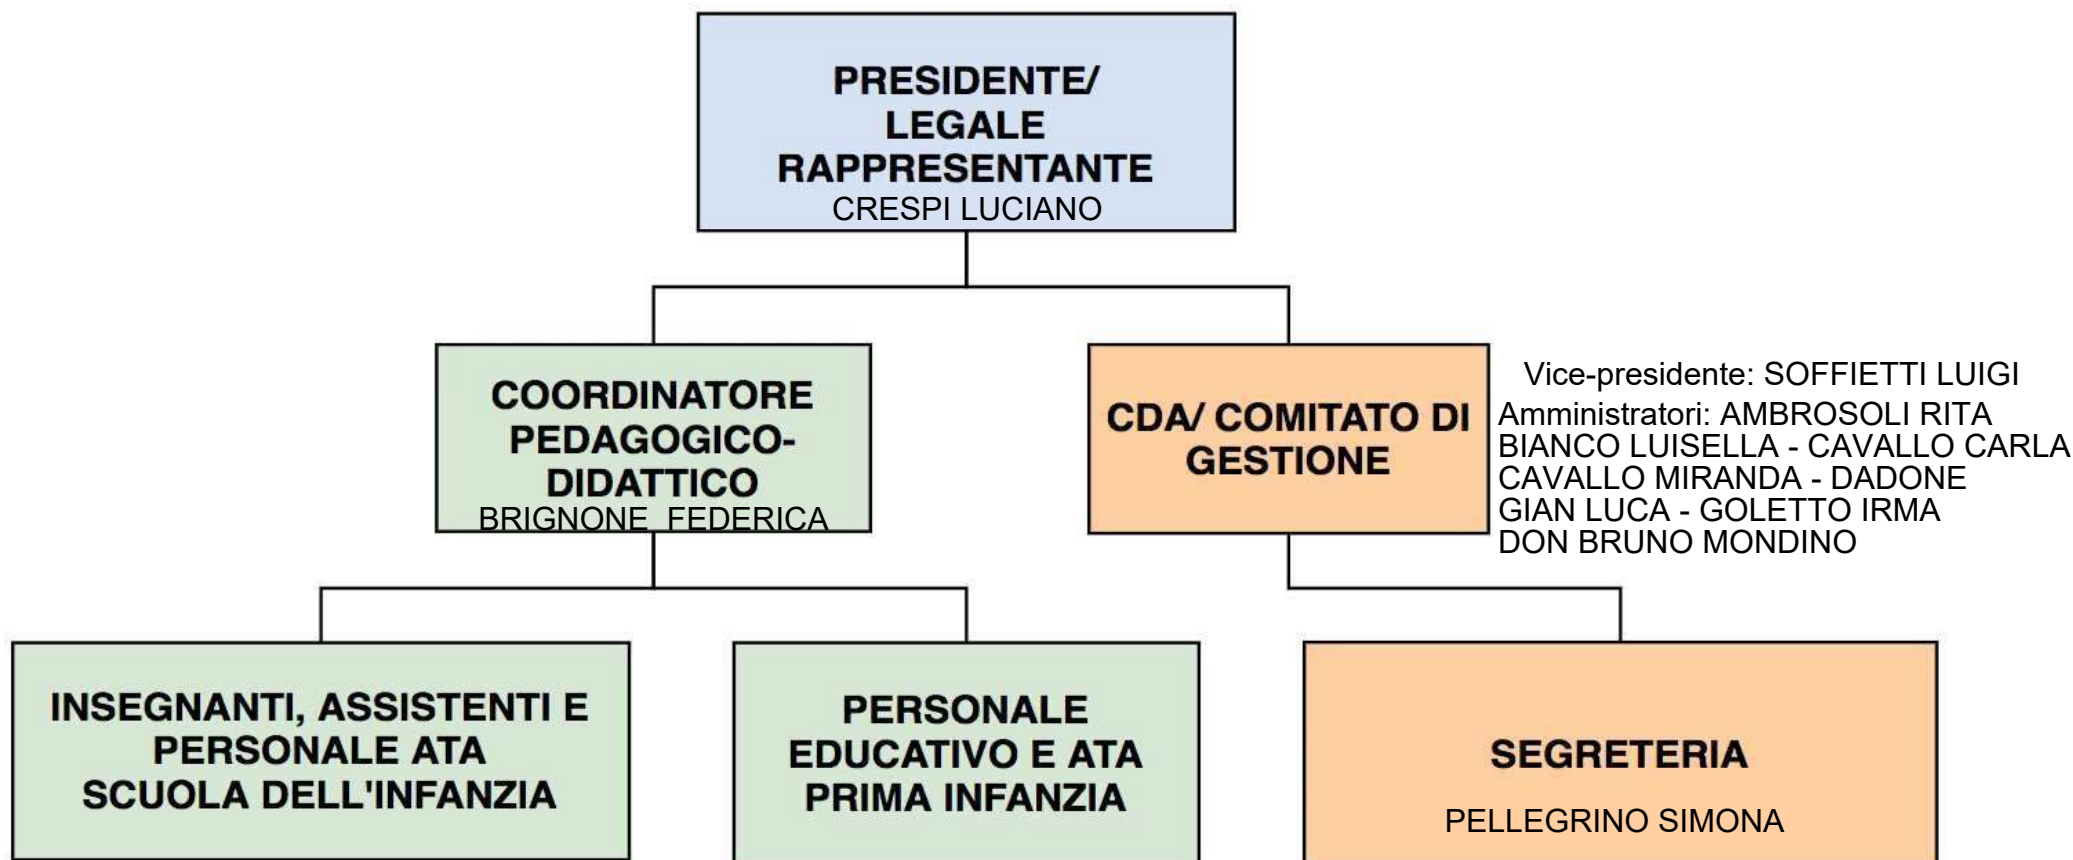 PRESIDENTE/
LEGALE
RAPPRESENTANTE
CRESPI LUCIANO
COORDINATORE
PEDAGOGICO-
DIDATTICO
BRIGNONE FEDERICA
CDA/ COMITATO DI
GESTIONE
Vice-presidente: SOFFIETTI LUIGI
Amministratori: AMBROSOLI RITA
BIANCO LUISELLA - CAVALLO CARLA
CAVALLO MIRANDA - DADONE
GIAN LUCA - GOLETTO IRMA
DON BRUNO MONDINO
INSEGNANTI, ASSISTENTI E
PERSONALE ATA
SCUOLA DELL'INFANZIA
PERSONALE
EDUCATIVO E ATA
PRIMA INFANZIA
SEGRETERIA
PELLEGRINO SIMONA